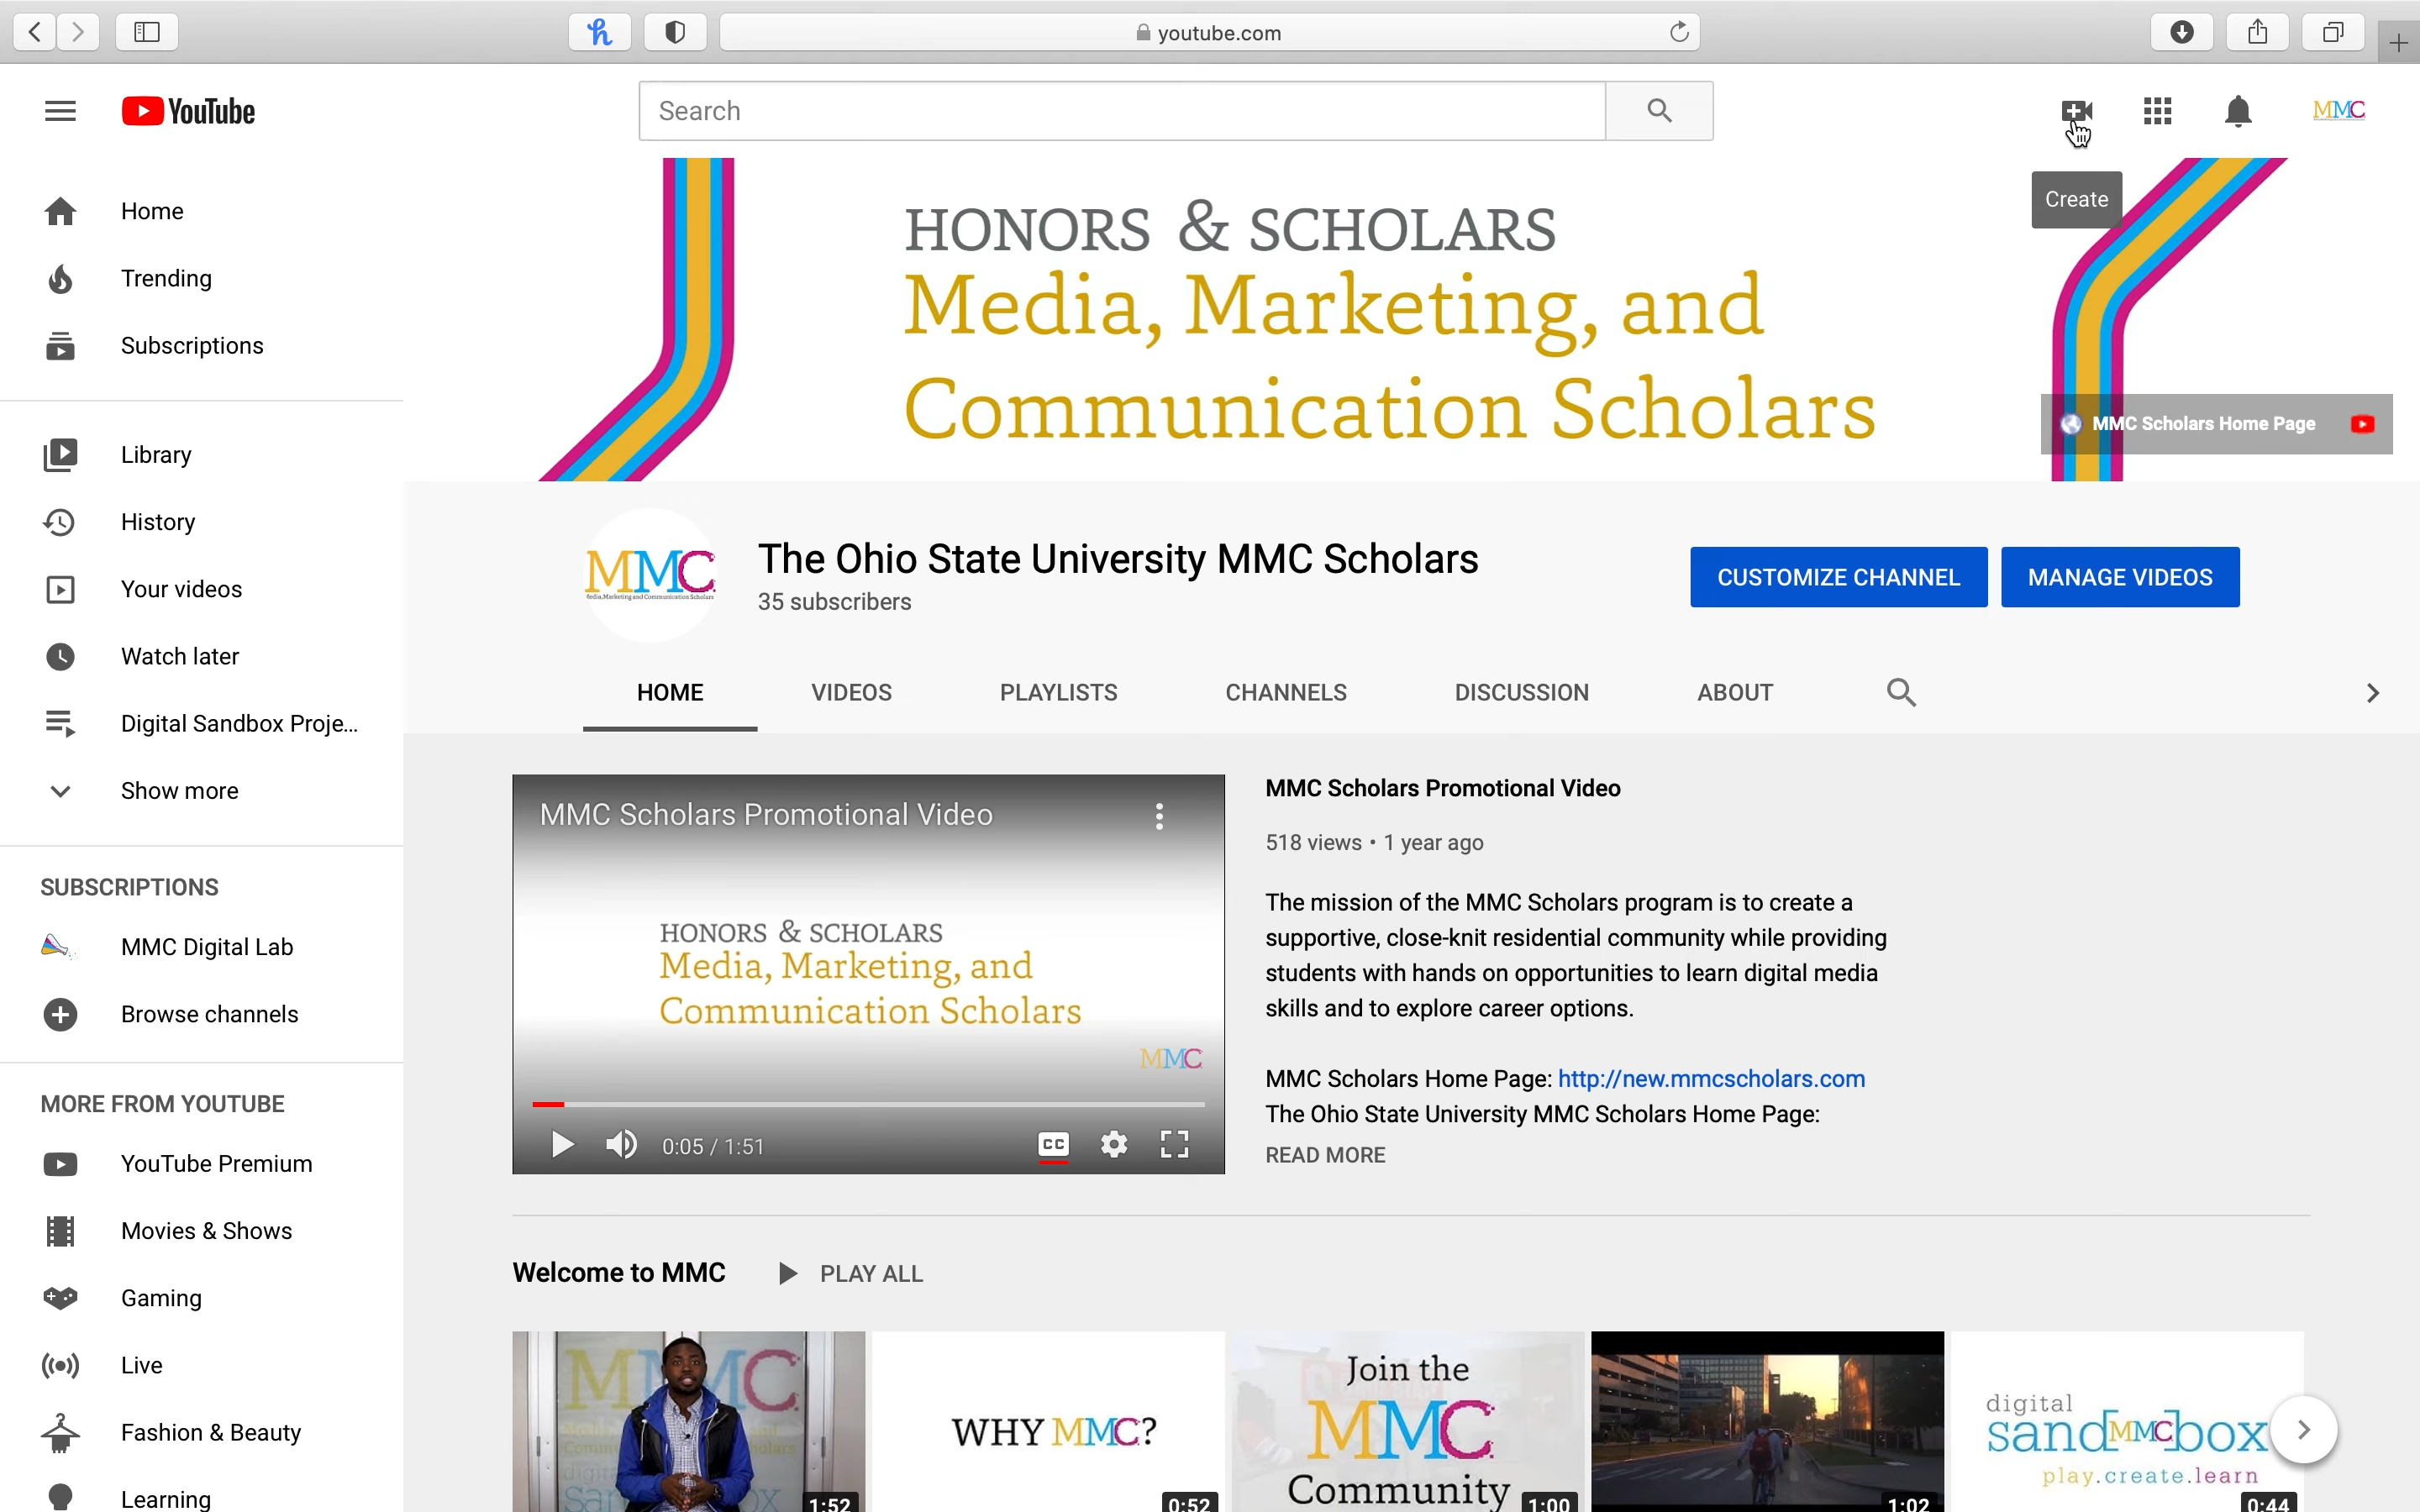 youtube.com
YouTube
Search
MMC
Create
Home
Trending
Subscriptions
Library
History
Your videos
Watch later
Digital Sandbox Proje...
Show more
SUBSCRIPTIONS
MMC Digital Lab
Browse channels
MORE FROM YOUTUBE
YouTube Premium
Movies & Shows
Gaming
Live
Fashion & Beauty
Learning
HONORS & SCHOLARS
Media, Marketing, and
Communication Scholars
MMC Scholars Home Page
MMC
Media, Marketing and Communication Scholars
The Ohio State University MMC Scholars
35 subscribers
CUSTOMIZE CHANNEL
MANAGE VIDEOS
HOME
VIDEOS
PLAYLISTS
CHANNELS
DISCUSSION
ABOUT
MMC Scholars Promotional Video
HONORS & SCHOLARS
Media, Marketing, and
Communication Scholars
MMC
0:05 / 1:51
CC
MMC Scholars Promotional Video
518 views • 1 year ago
The mission of the MMC Scholars program is to create a
supportive, close-knit residential community while providing
students with hands on opportunities to learn digital media
skills and to explore career options.
MMC Scholars Home Page: http://new.mmcscholars.com
The Ohio State University MMC Scholars Home Page:
READ MORE
Welcome to MMC
PLAY ALL
MMC
1:52
WHY MMC?
0:52
Join the
MMC
Community
1:00
1:02
digital
sandMMCbox
play.create.learn
0:44